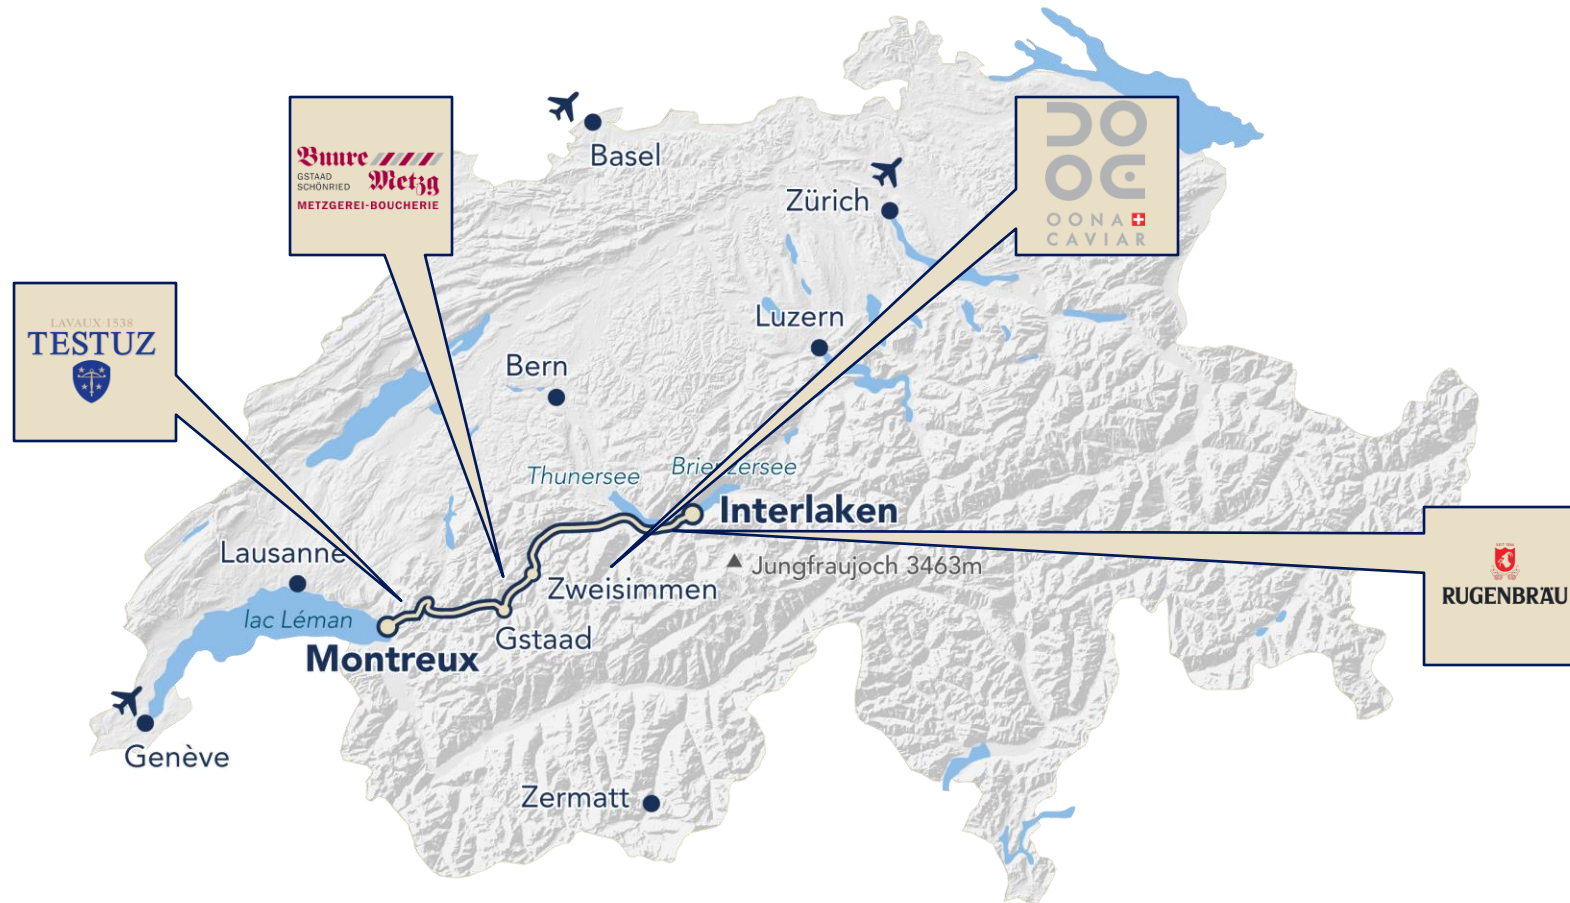 Basel
Zürich
Buure
GSTAAD
SCHÖNRIED
Metzg
METZGEREI-BOUCHERIE
OONA
CAVIAR
LAVAUX 1538
TESTUZ
Luzern
Bern
Thunersee
Brienzersee
Interlaken
Jungfraujoch 3463m
Lausanne
Zweisimmen
lac Léman
Gstaad
Montreux
RUGENBRÄU
Genève
Zermatt